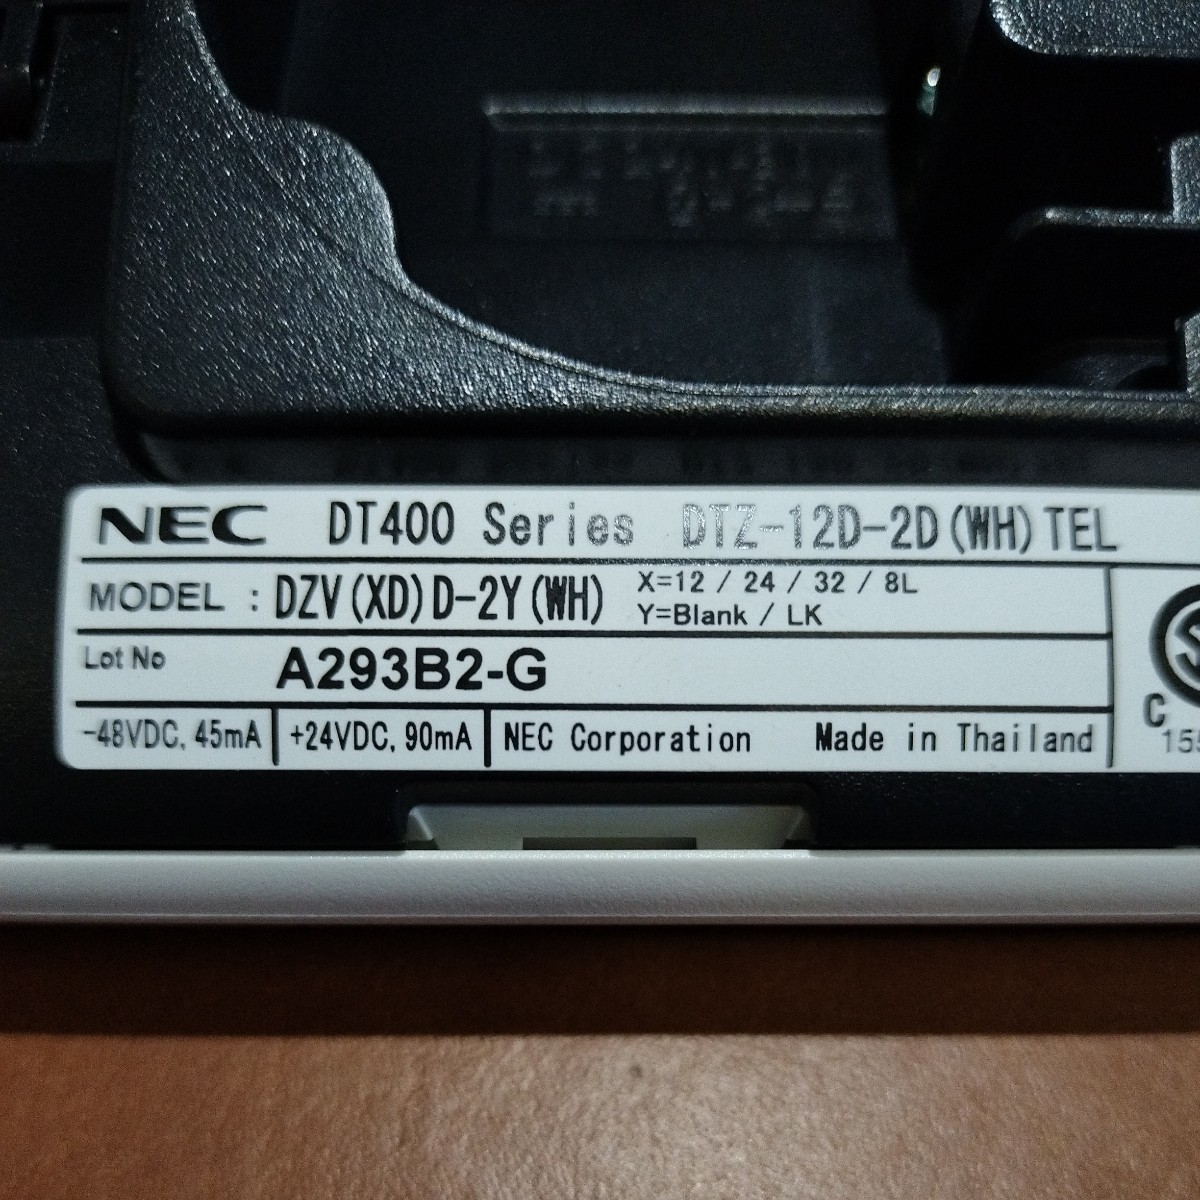 NEC DT400 Series DTZ-12D-2D(WH)TEL
MODEL : DZV(XD)D-2Y(WH) X=12 / 24 / 32 / 8L
Y=Blank / LK
Lot No A293B2-G
-48VDC, 45mA +24VDC, 90mA NEC Corporation Made in Thailand
C